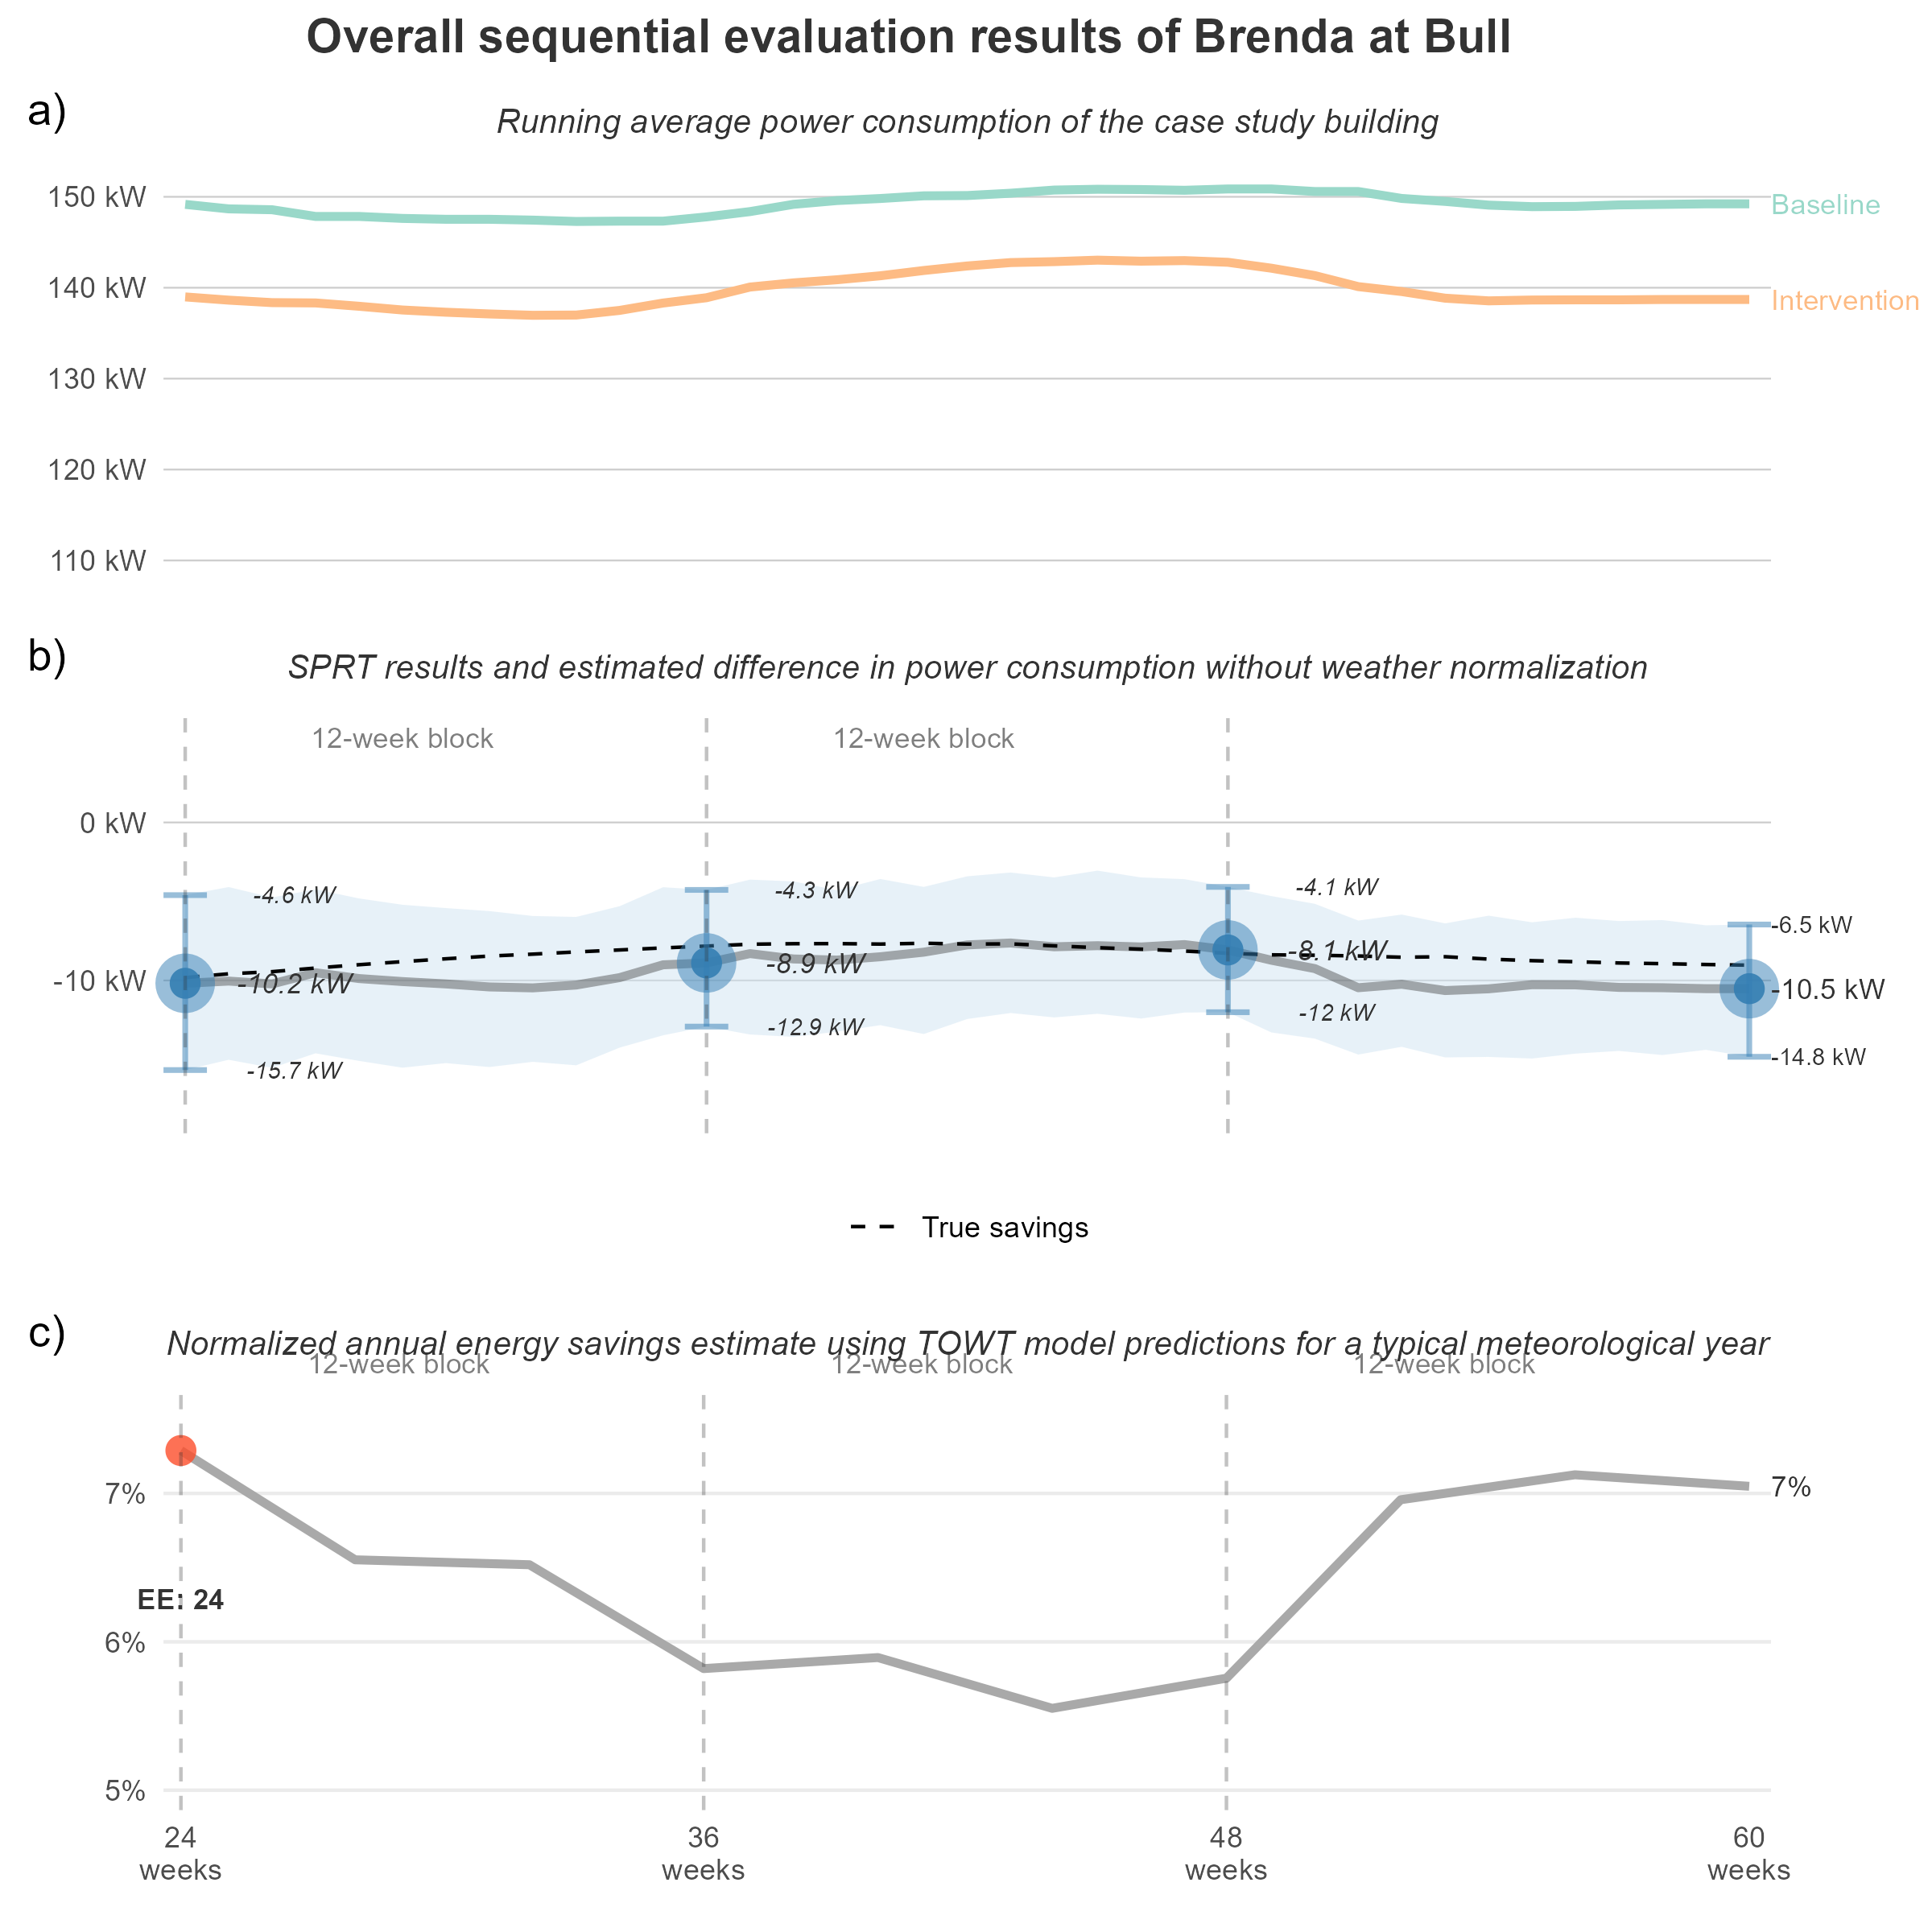 Overall sequential evaluation results of Brenda at Bull
a)
Running average power consumption of the case study building
150 kW
Baseline
140 kW
Intervention
130 kW
120 kW
110 kW
b)
SPRT results and estimated difference in power consumption without weather normalization
12-week block
12-week block
0 kW
-4.6 kW
-4.3 kW
-4.1 kW
-6.5 kW
-10 kW
-10.2 kW
-8.9 kW
-8.1 kW
-10.5 kW
-15.7 kW
-12.9 kW
-12 kW
-14.8 kW
True savings
c)
Normalized annual energy savings estimate using TOWT model predictions for a typical meteorological year
12-week block
12-week block
12-week block
7%
7%
EE: 24
6%
5%
24
weeks
36
weeks
48
weeks
60
weeks